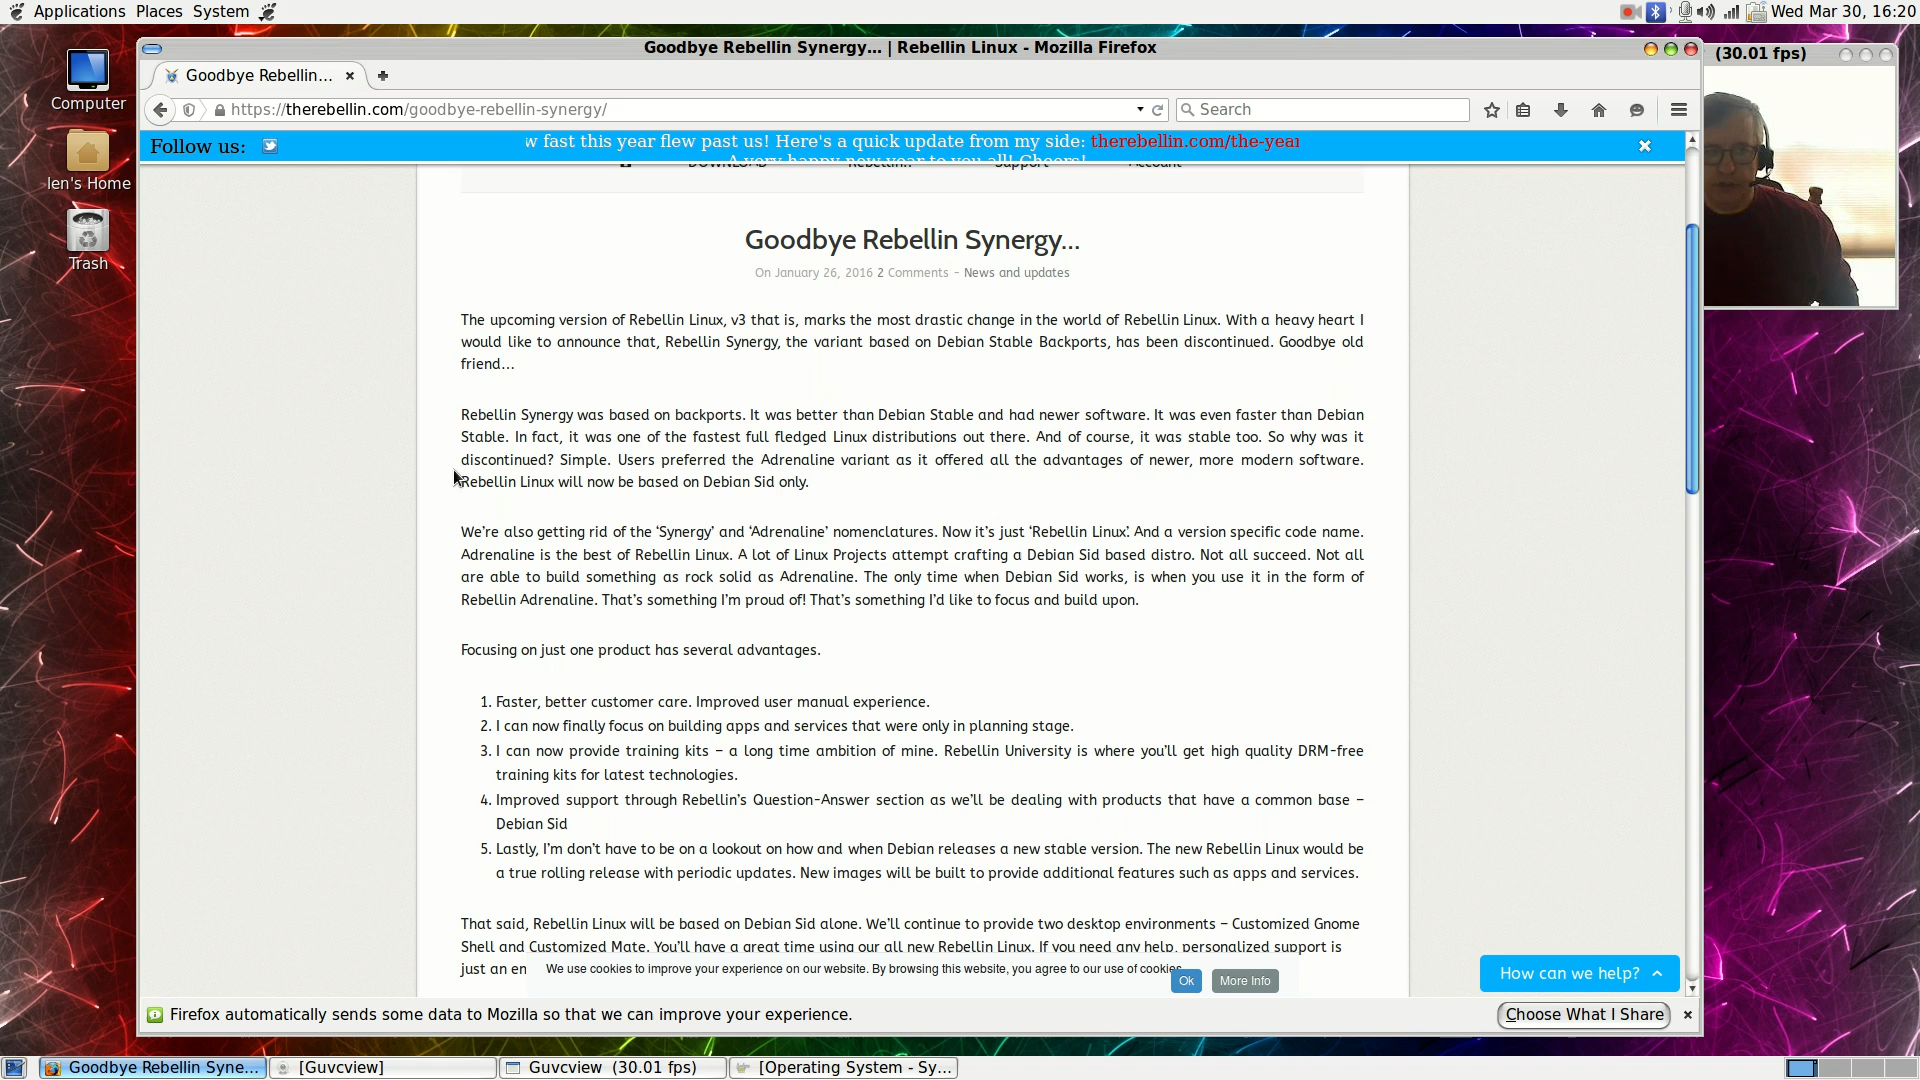 Applications Places System
Wed Mar 30, 16:20
Goodbye Rebellin Synergy... | Rebellin Linux - Mozilla Firefox
(30.01 fps)
Computer
len's Home
Trash
Goodbye Rebellin...
https://therebellin.com/goodbye-rebellin-synergy/
Search
Follow us:
w fast this year flew past us! Here's a quick update from my side: therebellin.com/the-year
A very happy new year to you all! Cheers!
DOWNLOAD Rebellin? Support Account
Goodbye Rebellin Synergy...
On January 26, 2016 2 Comments - News and updates
The upcoming version of Rebellin Linux, v3 that is, marks the most drastic change in the world of Rebellin Linux. With a heavy heart I
would like to announce that, Rebellin Synergy, the variant based on Debian Stable Backports, has been discontinued. Goodbye old
friend...
Rebellin Synergy was based on backports. It was better than Debian Stable and had newer software. It was even faster than Debian
Stable. In fact, it was one of the fastest full fledged Linux distributions out there. And of course, it was stable too. So why was it
discontinued? Simple. Users preferred the Adrenaline variant as it offered all the advantages of newer, more modern software.
Rebellin Linux will now be based on Debian Sid only.
We're also getting rid of the 'Synergy' and 'Adrenaline' nomenclatures. Now it's just 'Rebellin Linux'. And a version specific code name.
Adrenaline is the best of Rebellin Linux. A lot of Linux Projects attempt crafting a Debian Sid based distro. Not all succeed. Not all
are able to build something as rock solid as Adrenaline. The only time when Debian Sid works, is when you use it in the form of
Rebellin Adrenaline. That's something I'm proud of! That's something I'd like to focus and build upon.
Focusing on just one product has several advantages.
1. Faster, better customer care. Improved user manual experience.
2. I can now finally focus on building apps and services that were only in planning stage.
3. I can now provide training kits – a long time ambition of mine. Rebellin University is where you'll get high quality DRM-free
training kits for latest technologies.
4. Improved support through Rebellin's Question-Answer section as we'll be dealing with products that have a common base –
Debian Sid
5. Lastly, I'm don't have to be on a lookout on how and when Debian releases a new stable version. The new Rebellin Linux would be
a true rolling release with periodic updates. New images will be built to provide additional features such as apps and services.
That said, Rebellin Linux will be based on Debian Sid alone. We'll continue to provide two desktop environments – Customized Gnome
Shell and Customized Mate. You'll have a great time using our all new Rebellin Linux. If you need any help, personalized support is
just an em
We use cookies to improve your experience on our website. By browsing this website, you agree to our use of cookies.
Ok More Info
How can we help?
Firefox automatically sends some data to Mozilla so that we can improve your experience.
Choose What I Share
Goodbye Rebellin Syne...
[Guvcview]
Guvcview (30.01 fps)
[Operating System - Sy...